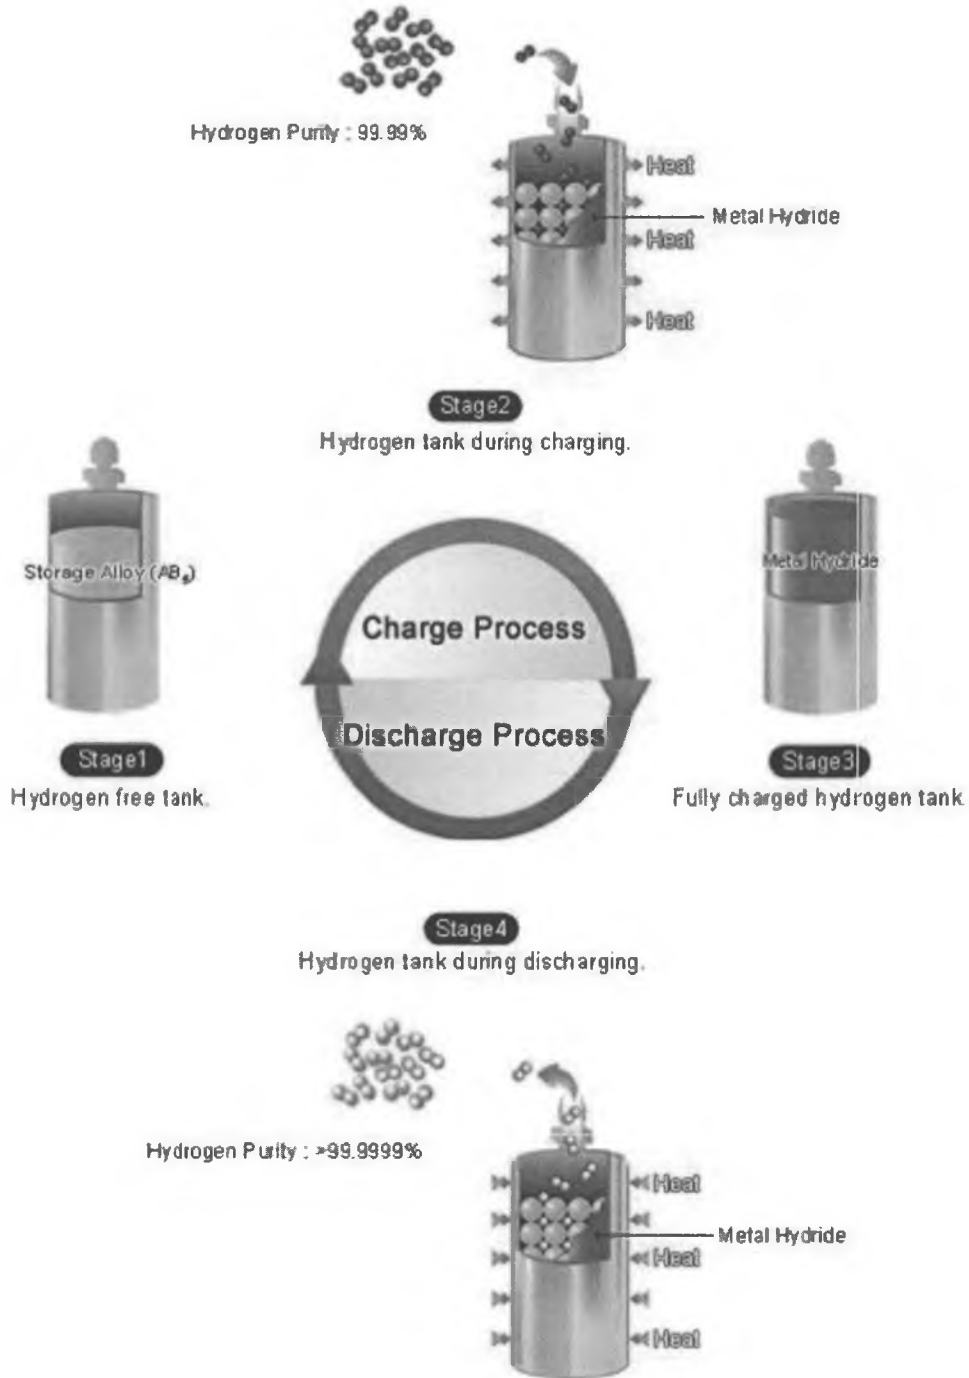 Hydrogen Purity : 99.99%
Heat
Metal Hydride
Heat
Heat
Stage2
Hydrogen tank during charging.
Storage Alloy (AB₅)
Metal Hydride
Charge Process
Discharge Process
Stage1
Hydrogen free tank.
Stage3
Fully charged hydrogen tank.
Stage4
Hydrogen tank during discharging.
Hydrogen Purity : >99.9999%
Heat
Metal Hydride
Heat
Heat